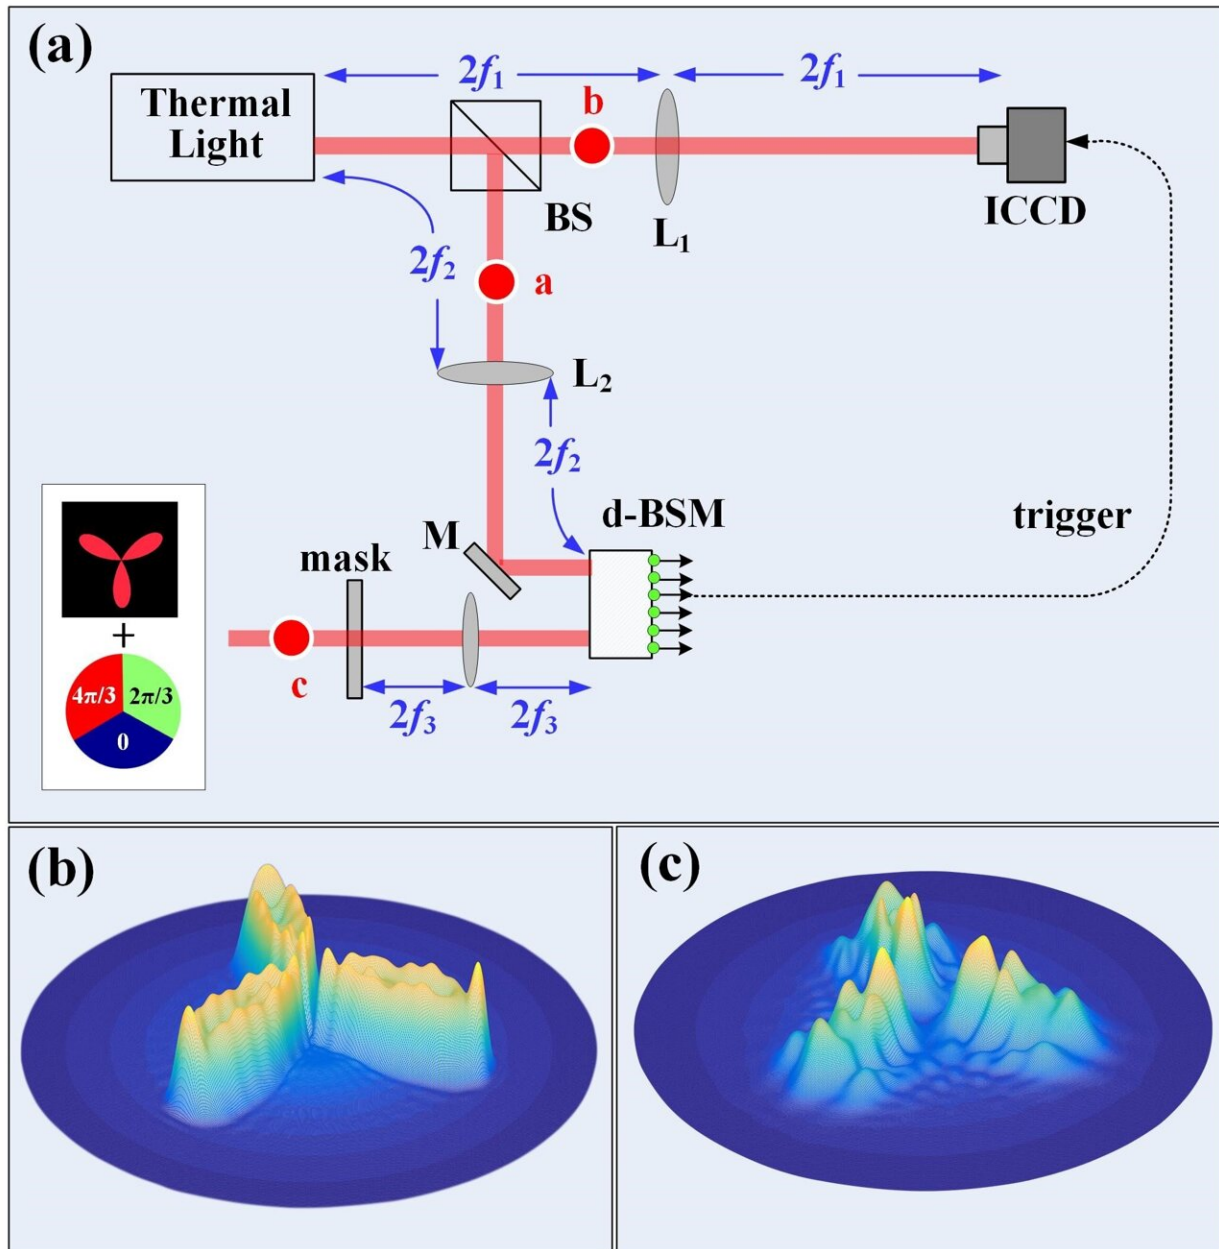 (a)
2f₁
2f₁
Thermal
Light
b
BS
L₁
ICCD
2f₂
a
L₂
2f₂
d-BSM
trigger
M
mask
+
c
4π/3
2π/3
0
2f₃
2f₃
(b)
(c)